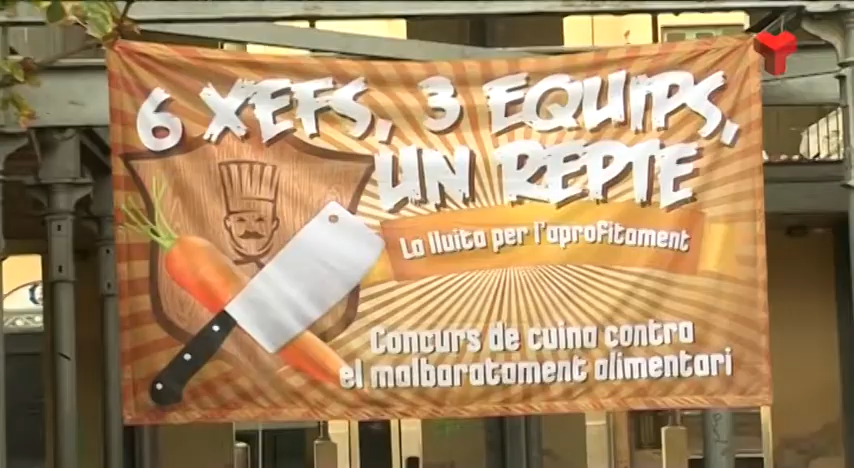 6 XEFS, 3 EQUIPS,
UN REPTE
La lluita per l'aprofitament
Concurs de cuina contra
el malbaratament alimentari